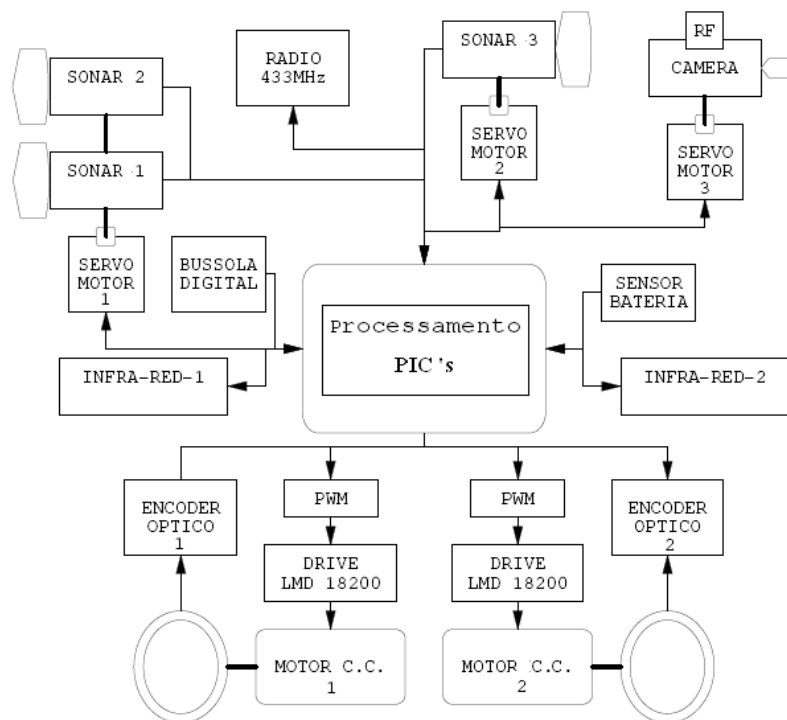 RF
SONAR 3
RADIO
433MHz
CAMERA
SONAR 2
SERVO
MOTOR
2
SERVO
MOTOR
3
SONAR 1
SERVO
MOTOR
1
BUSSOLA
DIGITAL
SENSOR
BATERIA
Processamento
PIC's
INFRA-RED-1
INFRA-RED-2
ENCODER
OPTICO
1
PWM
PWM
ENCODER
OPTICO
2
DRIVE
LMD 18200
DRIVE
LMD 18200
MOTOR C.C.
1
MOTOR C.C.
2